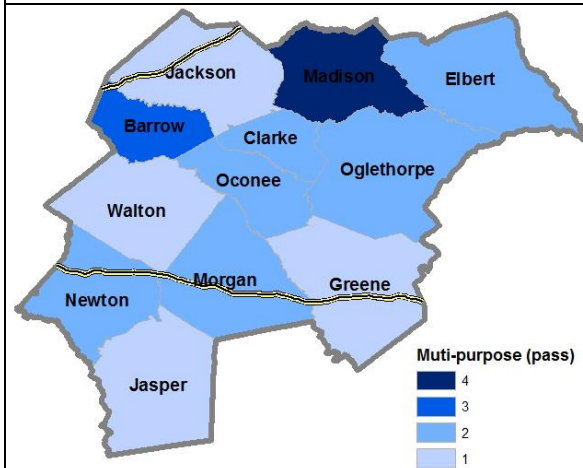 Jackson
Madison
Elbert
Barrow
Clarke
Oglethorpe
Oconee
Walton
Morgan
Greene
Newton
Jasper
Muti-purpose (pass)
4
3
2
1